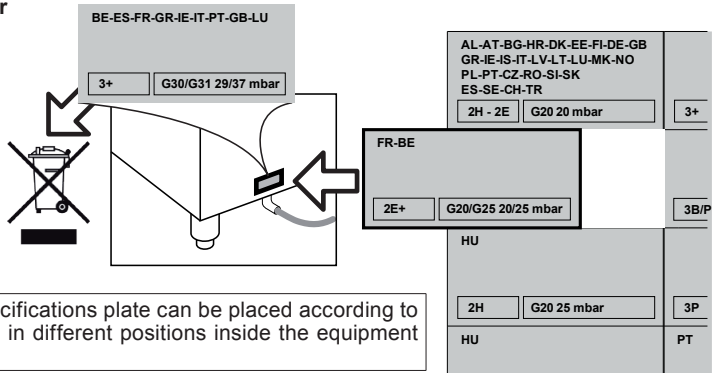 r
BE-ES-FR-GR-IE-IT-PT-GB-LU
3+ G30/G31 29/37 mbar
AL-AT-BG-HR-DK-EE-FI-DE-GB
GR-IE-IS-IT-LV-LT-LU-MK-NO
PL-PT-CZ-RO-SI-SK
ES-SE-CH-TR
2H - 2E G20 20 mbar
3+
FR-BE
2E+ G20/G25 20/25 mbar
3B/P
HU
2H G20 25 mbar
3P
HU
PT
cifications plate can be placed according to
in different positions inside the equipment